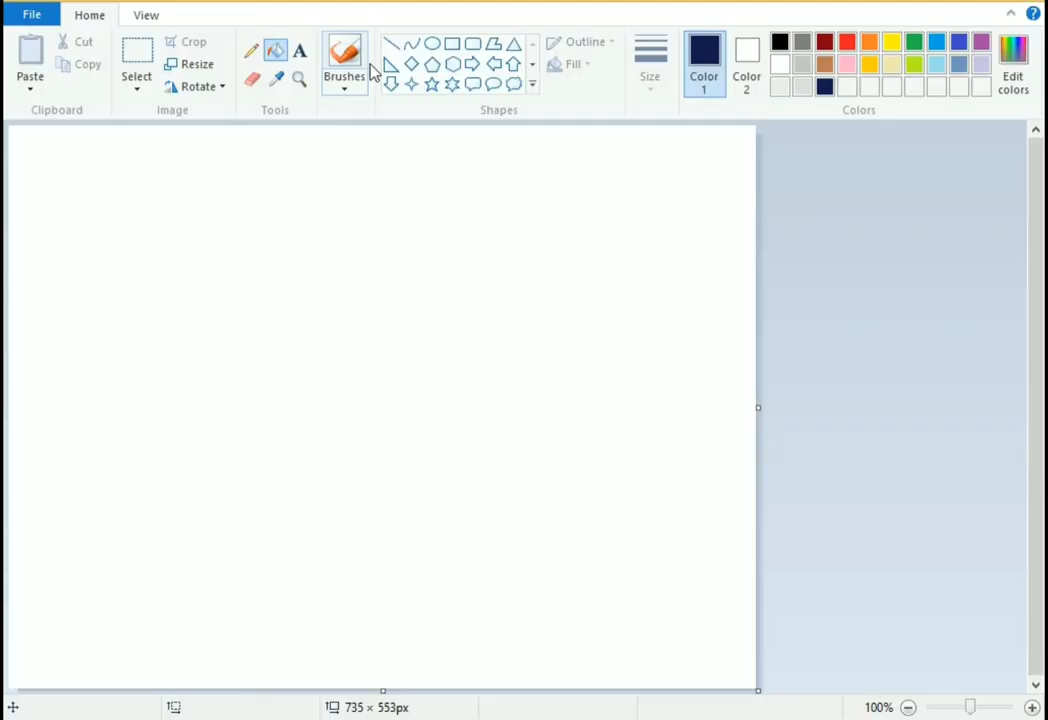 File Home View
Paste
Cut
Copy
Clipboard
Select
Crop
Resize
Rotate
Image
A
Tools
Brushes
Shapes
Outline
Fill
Size
Color 1
Color 2
Edit colors
Colors
735 × 553px
100%